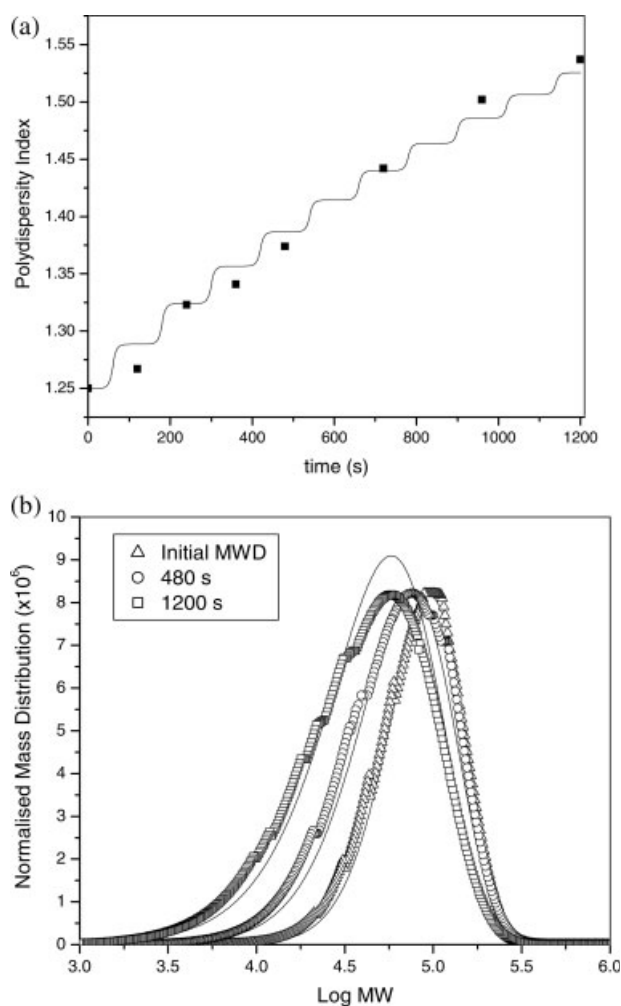 (a)
1.55
1.50
1.45
1.40
1.35
1.30
1.25
Polydispersity Index
0 200 400 600 800 1000 1200
time (s)
(b)
10
9
8
7
6
5
4
3
2
1
0
Normalised Mass Distribution (x10⁶)
Initial MWD
480 s
1200 s
3.0 3.5 4.0 4.5 5.0 5.5 6.0
Log MW